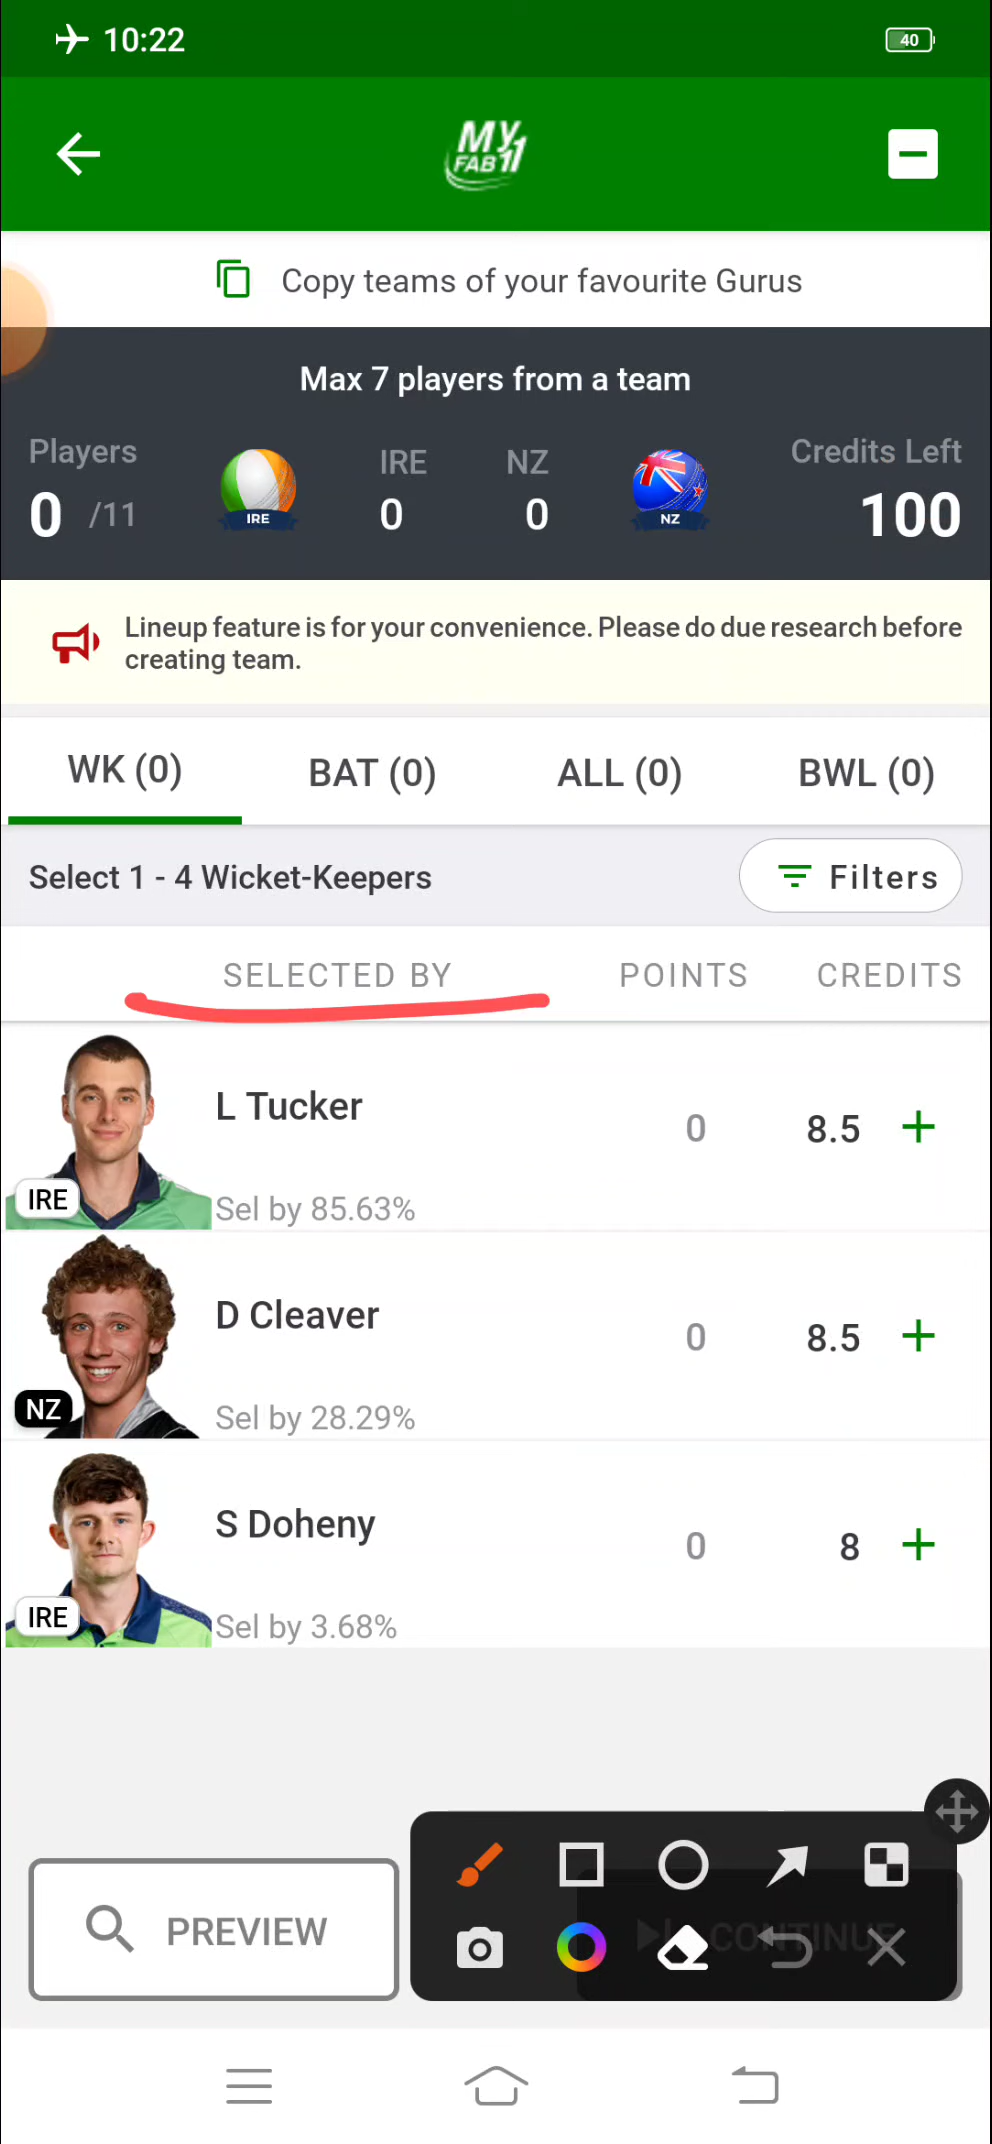 10:22
40
MY
FAB11
Copy teams of your favourite Gurus
Max 7 players from a team
Players IRE NZ Credits Left
0 /11 IRE 0 0 NZ 100
Lineup feature is for your convenience. Please do due research before
creating team.
WK (0) BAT (0) ALL (0) BWL (0)
Select 1 - 4 Wicket-Keepers Filters
SELECTED BY POINTS CREDITS
L Tucker
0 8.5 +
IRE
Sel by 85.63%
D Cleaver
0 8.5 +
NZ
Sel by 28.29%
S Doheny
0 8 +
IRE
Sel by 3.68%
PREVIEW CONTINUE